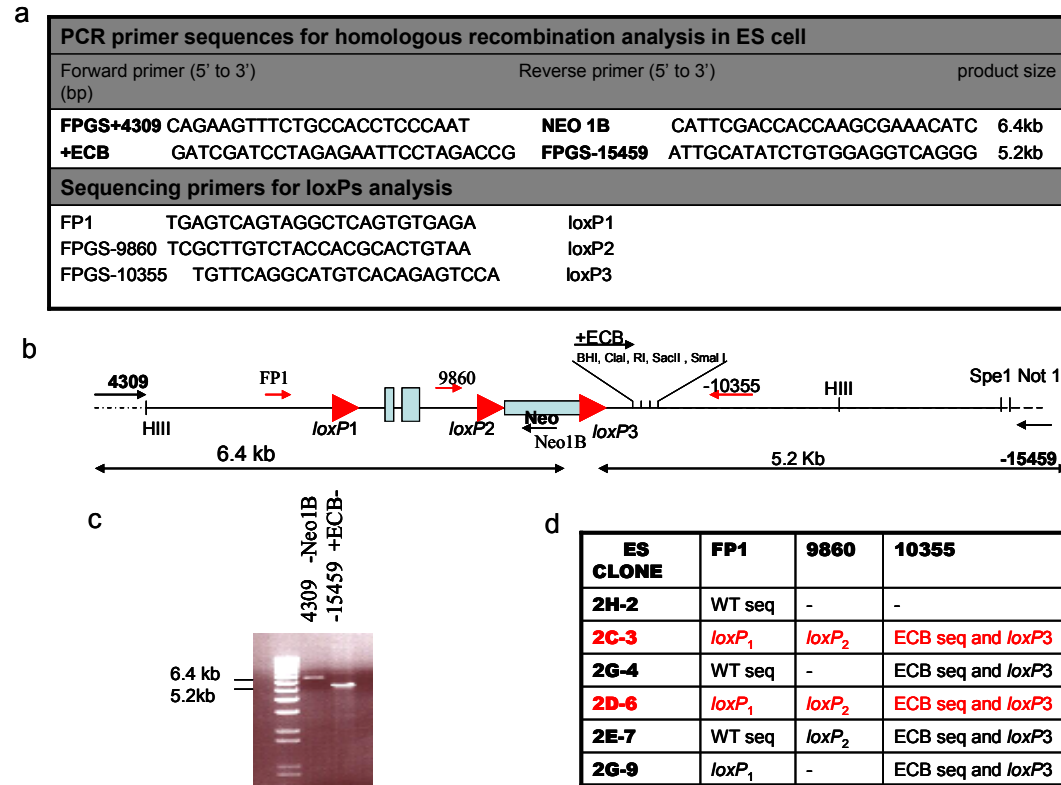 a
PCR primer sequences for homologous recombination analysis in ES cell
Forward primer (5' to 3') Reverse primer (5' to 3') product size
(bp)
FPGS+4309 CAGAAGTTTCTGCCACCTCCCAAT NEO 1B CATTCGACCACCAAGCGAAACATC 6.4kb
+ECB GATCGATCCTAGAGAATTCCTAGACCG FPGS-15459 ATTGCATATCTGTGGAGGTCAGGG 5.2kb
Sequencing primers for loxPs analysis
FP1 TGAGTCAGTAGGCTCAGTGTGAGA loxP1
FPGS-9860 TCGCTTGTCTACCACGCACTGTAA loxP2
FPGS-10355 TGTTCAGGCATGTCACAGAGTCCA loxP3
b
+ECB
BHI, ClaI, RI, SacII , SmaI I
4309 FP1 9860 -10355 HIII Spe1 Not 1
HIII loxP1 loxP2 Neo loxP3
Neo1B
6.4 kb 5.2 Kb -15459
c
4309 -Neo1B
-15459 +ECB-
6.4 kb
5.2kb
d
ES CLONE FP1 9860 10355
2H-2 WT seq - -
2C-3 loxP1 loxP2 ECB seq and loxP3
2G-4 WT seq - ECB seq and loxP3
2D-6 loxP1 loxP2 ECB seq and loxP3
2E-7 WT seq loxP2 ECB seq and loxP3
2G-9 loxP1 - ECB seq and loxP3